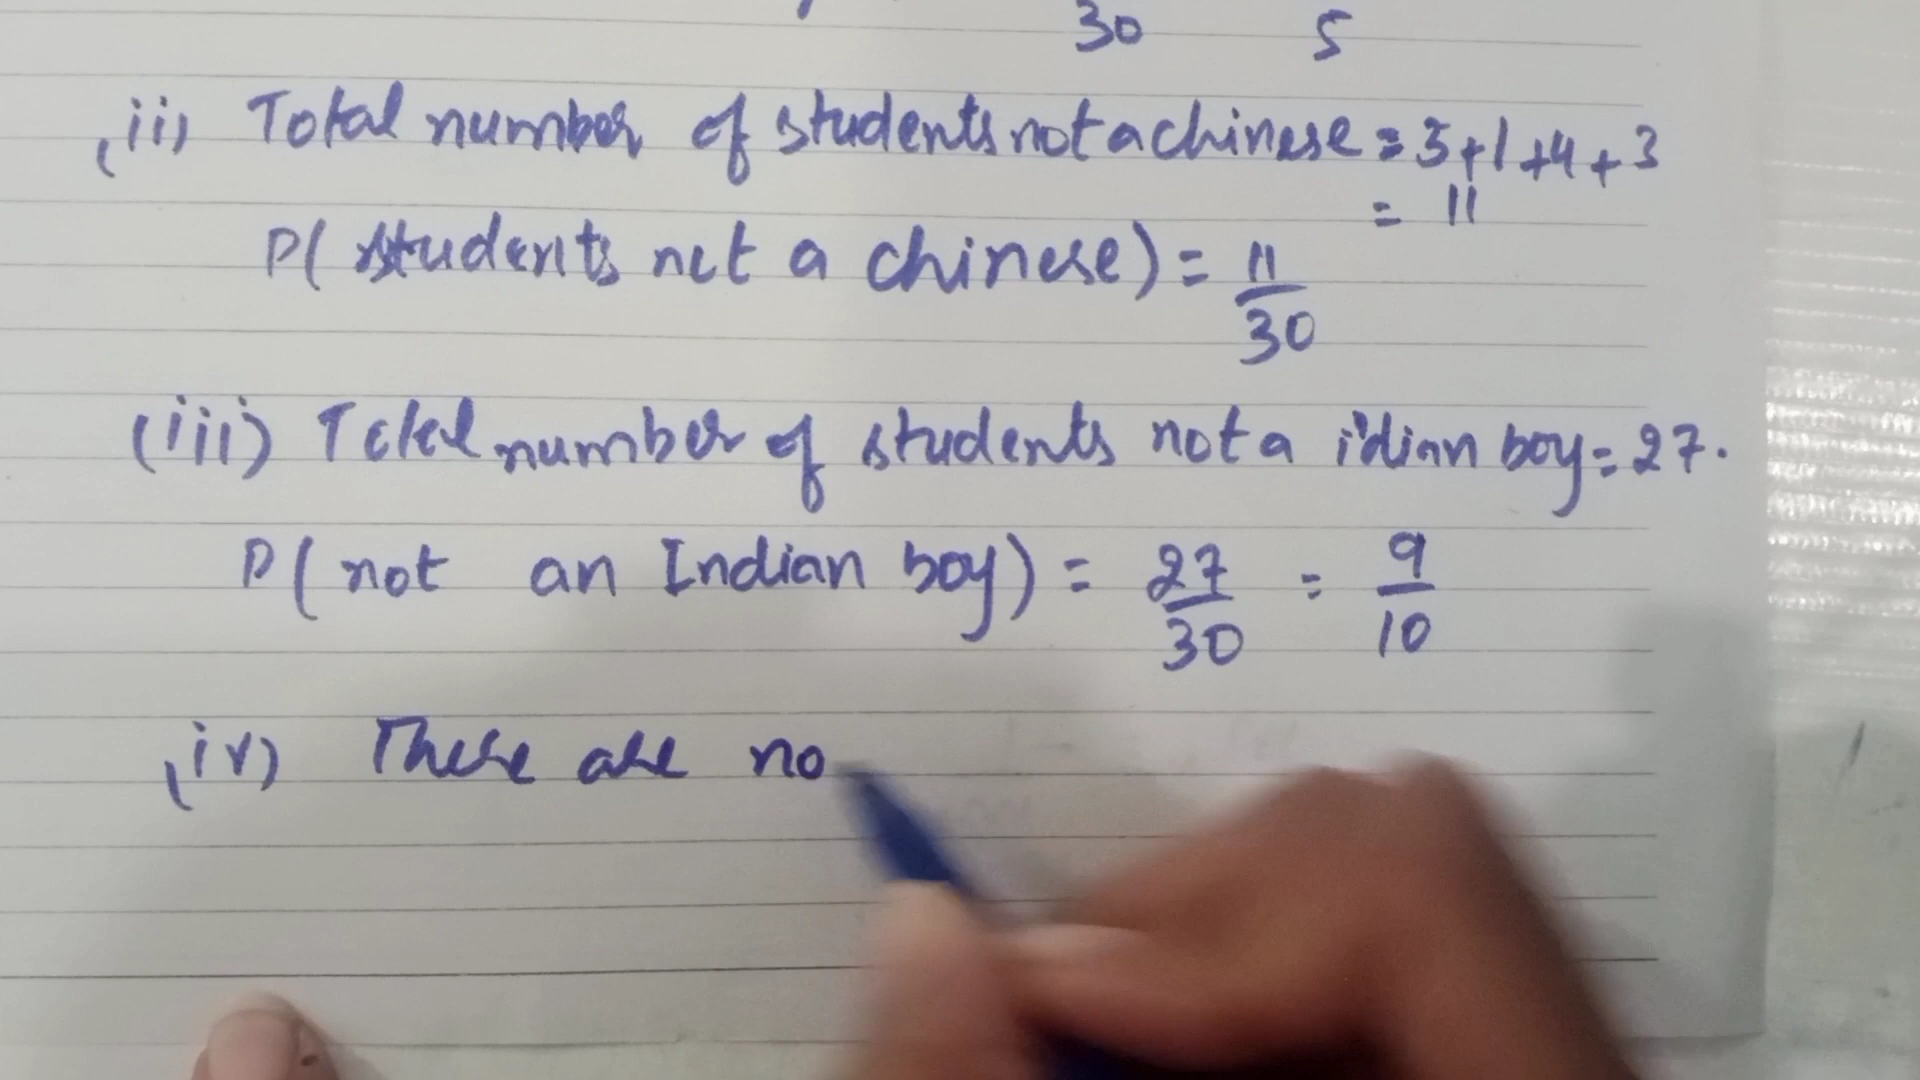 30 5
(ii) Total number of students not a chinese = 3+1+4+3
= 11
P( students not a chinese) = 11/30
(iii) Total number of students not a idian boy = 27.
P( not an Indian boy) = 27/30 = 9/10
(iv) There are no